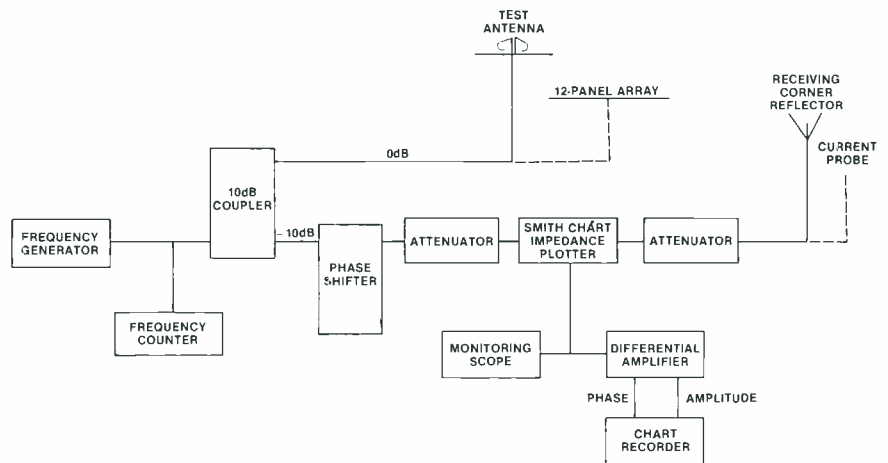 TEST
ANTENNA
12-PANEL ARRAY
RECEIVING
CORNER
REFLECTOR
CURRENT
PROBE
0dB
10dB
COUPLER
-10dB
FREQUENCY
GENERATOR
PHASE
SHIFTER
ATTENUATOR
SMITH CHART
IMPEDANCE
PLOTTER
ATTENUATOR
FREQUENCY
COUNTER
MONITORING
SCOPE
DIFFERENTIAL
AMPLIFIER
PHASE
AMPLITUDE
CHART
RECORDER